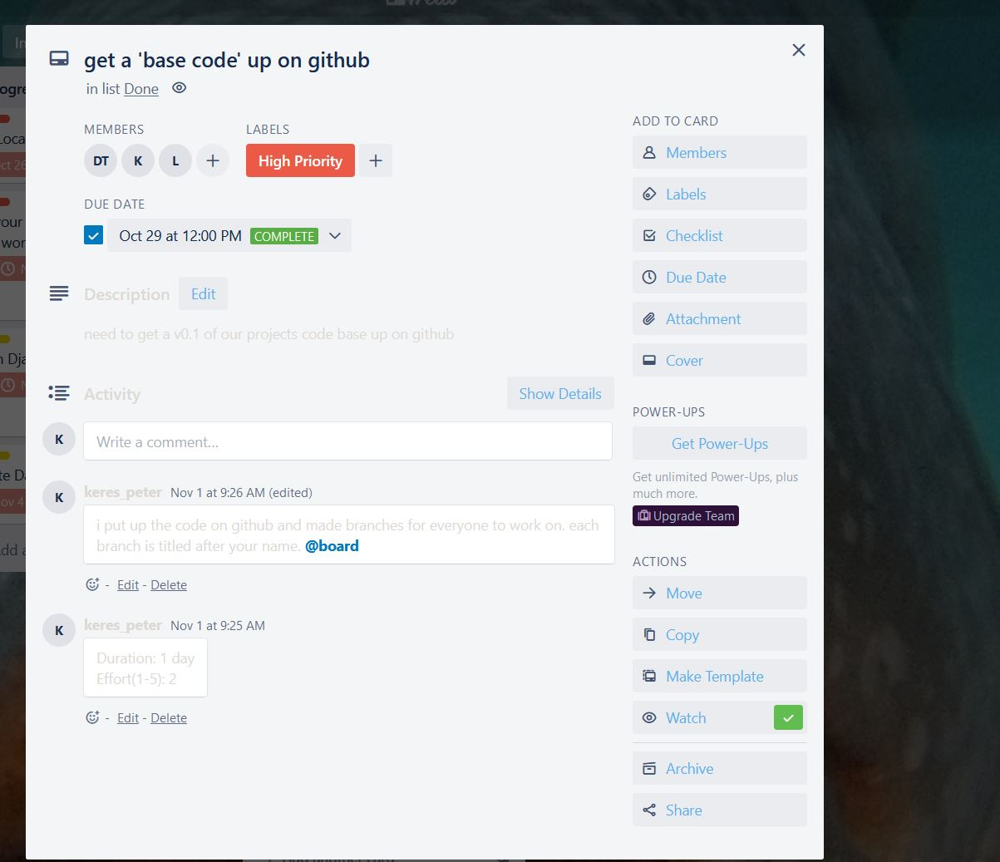 get a 'base code' up on github
in list Done
MEMBERS
LABELS
DT
K
L
High Priority
DUE DATE
Oct 29 at 12:00 PM COMPLETE
Description Edit
need to get a v0.1 of our projects code base up on github
Activity
Show Details
K
Write a comment...
K
keres_peter Nov 1 at 9:26 AM (edited)
i put up the code on github and made branches for everyone to work on. each
branch is titled after your name. @board
- Edit - Delete
K
keres_peter Nov 1 at 9:25 AM
Duration: 1 day
Effort(1-5): 2
- Edit - Delete
ADD TO CARD
Members
Labels
Checklist
Due Date
Attachment
Cover
POWER-UPS
Get Power-Ups
Get unlimited Power-Ups, plus
much more.
Upgrade Team
ACTIONS
Move
Copy
Make Template
Watch
Archive
Share